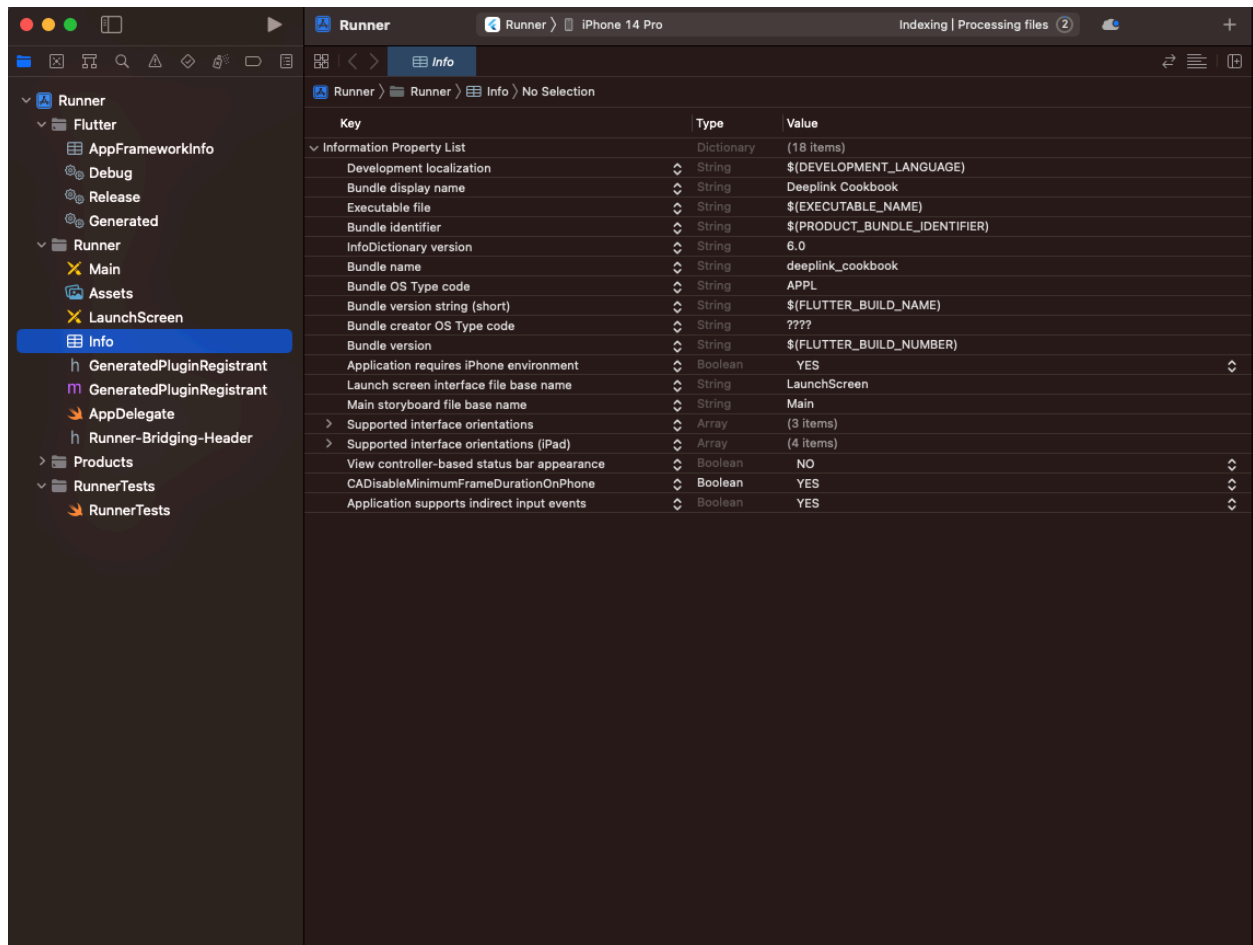 Runner
Runner 〉 iPhone 14 Pro
Indexing | Processing files 2
Info
Runner 〉 Runner 〉 Info 〉 No Selection
Runner
Flutter
AppFrameworkInfo
Debug
Release
Generated
Runner
Main
Assets
LaunchScreen
Info
h GeneratedPluginRegistrant
m GeneratedPluginRegistrant
AppDelegate
h Runner-Bridging-Header
Products
RunnerTests
RunnerTests
Key Type Value
Information Property List Dictionary (18 items)
Development localization String $(DEVELOPMENT_LANGUAGE)
Bundle display name String Deeplink Cookbook
Executable file String $(EXECUTABLE_NAME)
Bundle identifier String $(PRODUCT_BUNDLE_IDENTIFIER)
InfoDictionary version String 6.0
Bundle name String deeplink_cookbook
Bundle OS Type code String APPL
Bundle version string (short) String $(FLUTTER_BUILD_NAME)
Bundle creator OS Type code String ????
Bundle version String $(FLUTTER_BUILD_NUMBER)
Application requires iPhone environment Boolean YES
Launch screen interface file base name String LaunchScreen
Main storyboard file base name String Main
Supported interface orientations Array (3 items)
Supported interface orientations (iPad) Array (4 items)
View controller-based status bar appearance Boolean NO
CADisableMinimumFrameDurationOnPhone Boolean YES
Application supports indirect input events Boolean YES